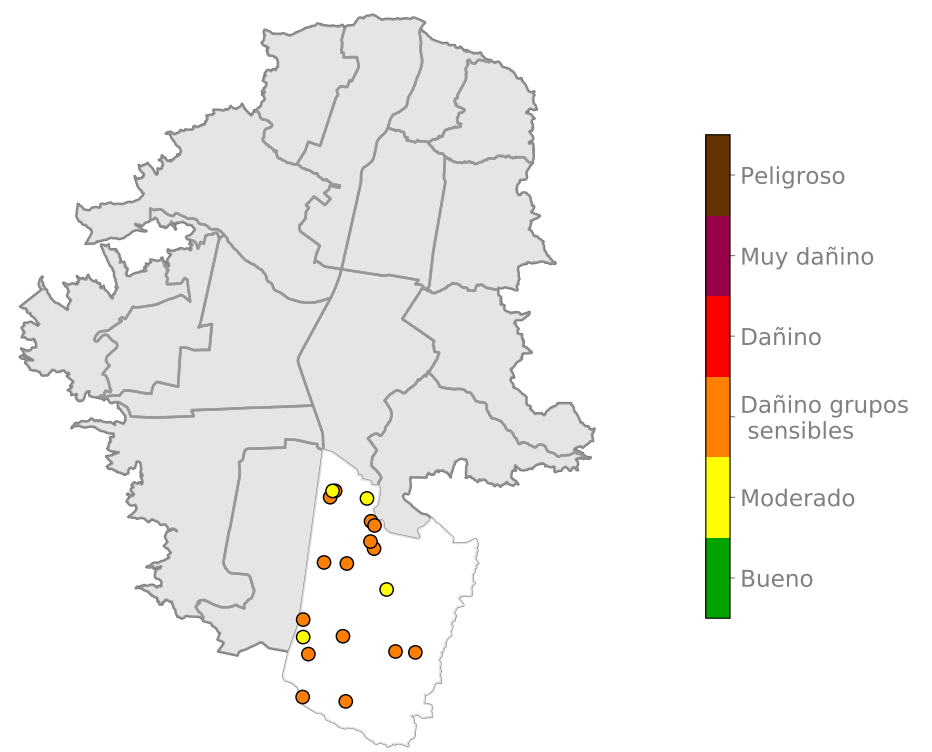 Peligroso
Muy dañino
Dañino
Dañino grupos
sensibles
Moderado
Bueno